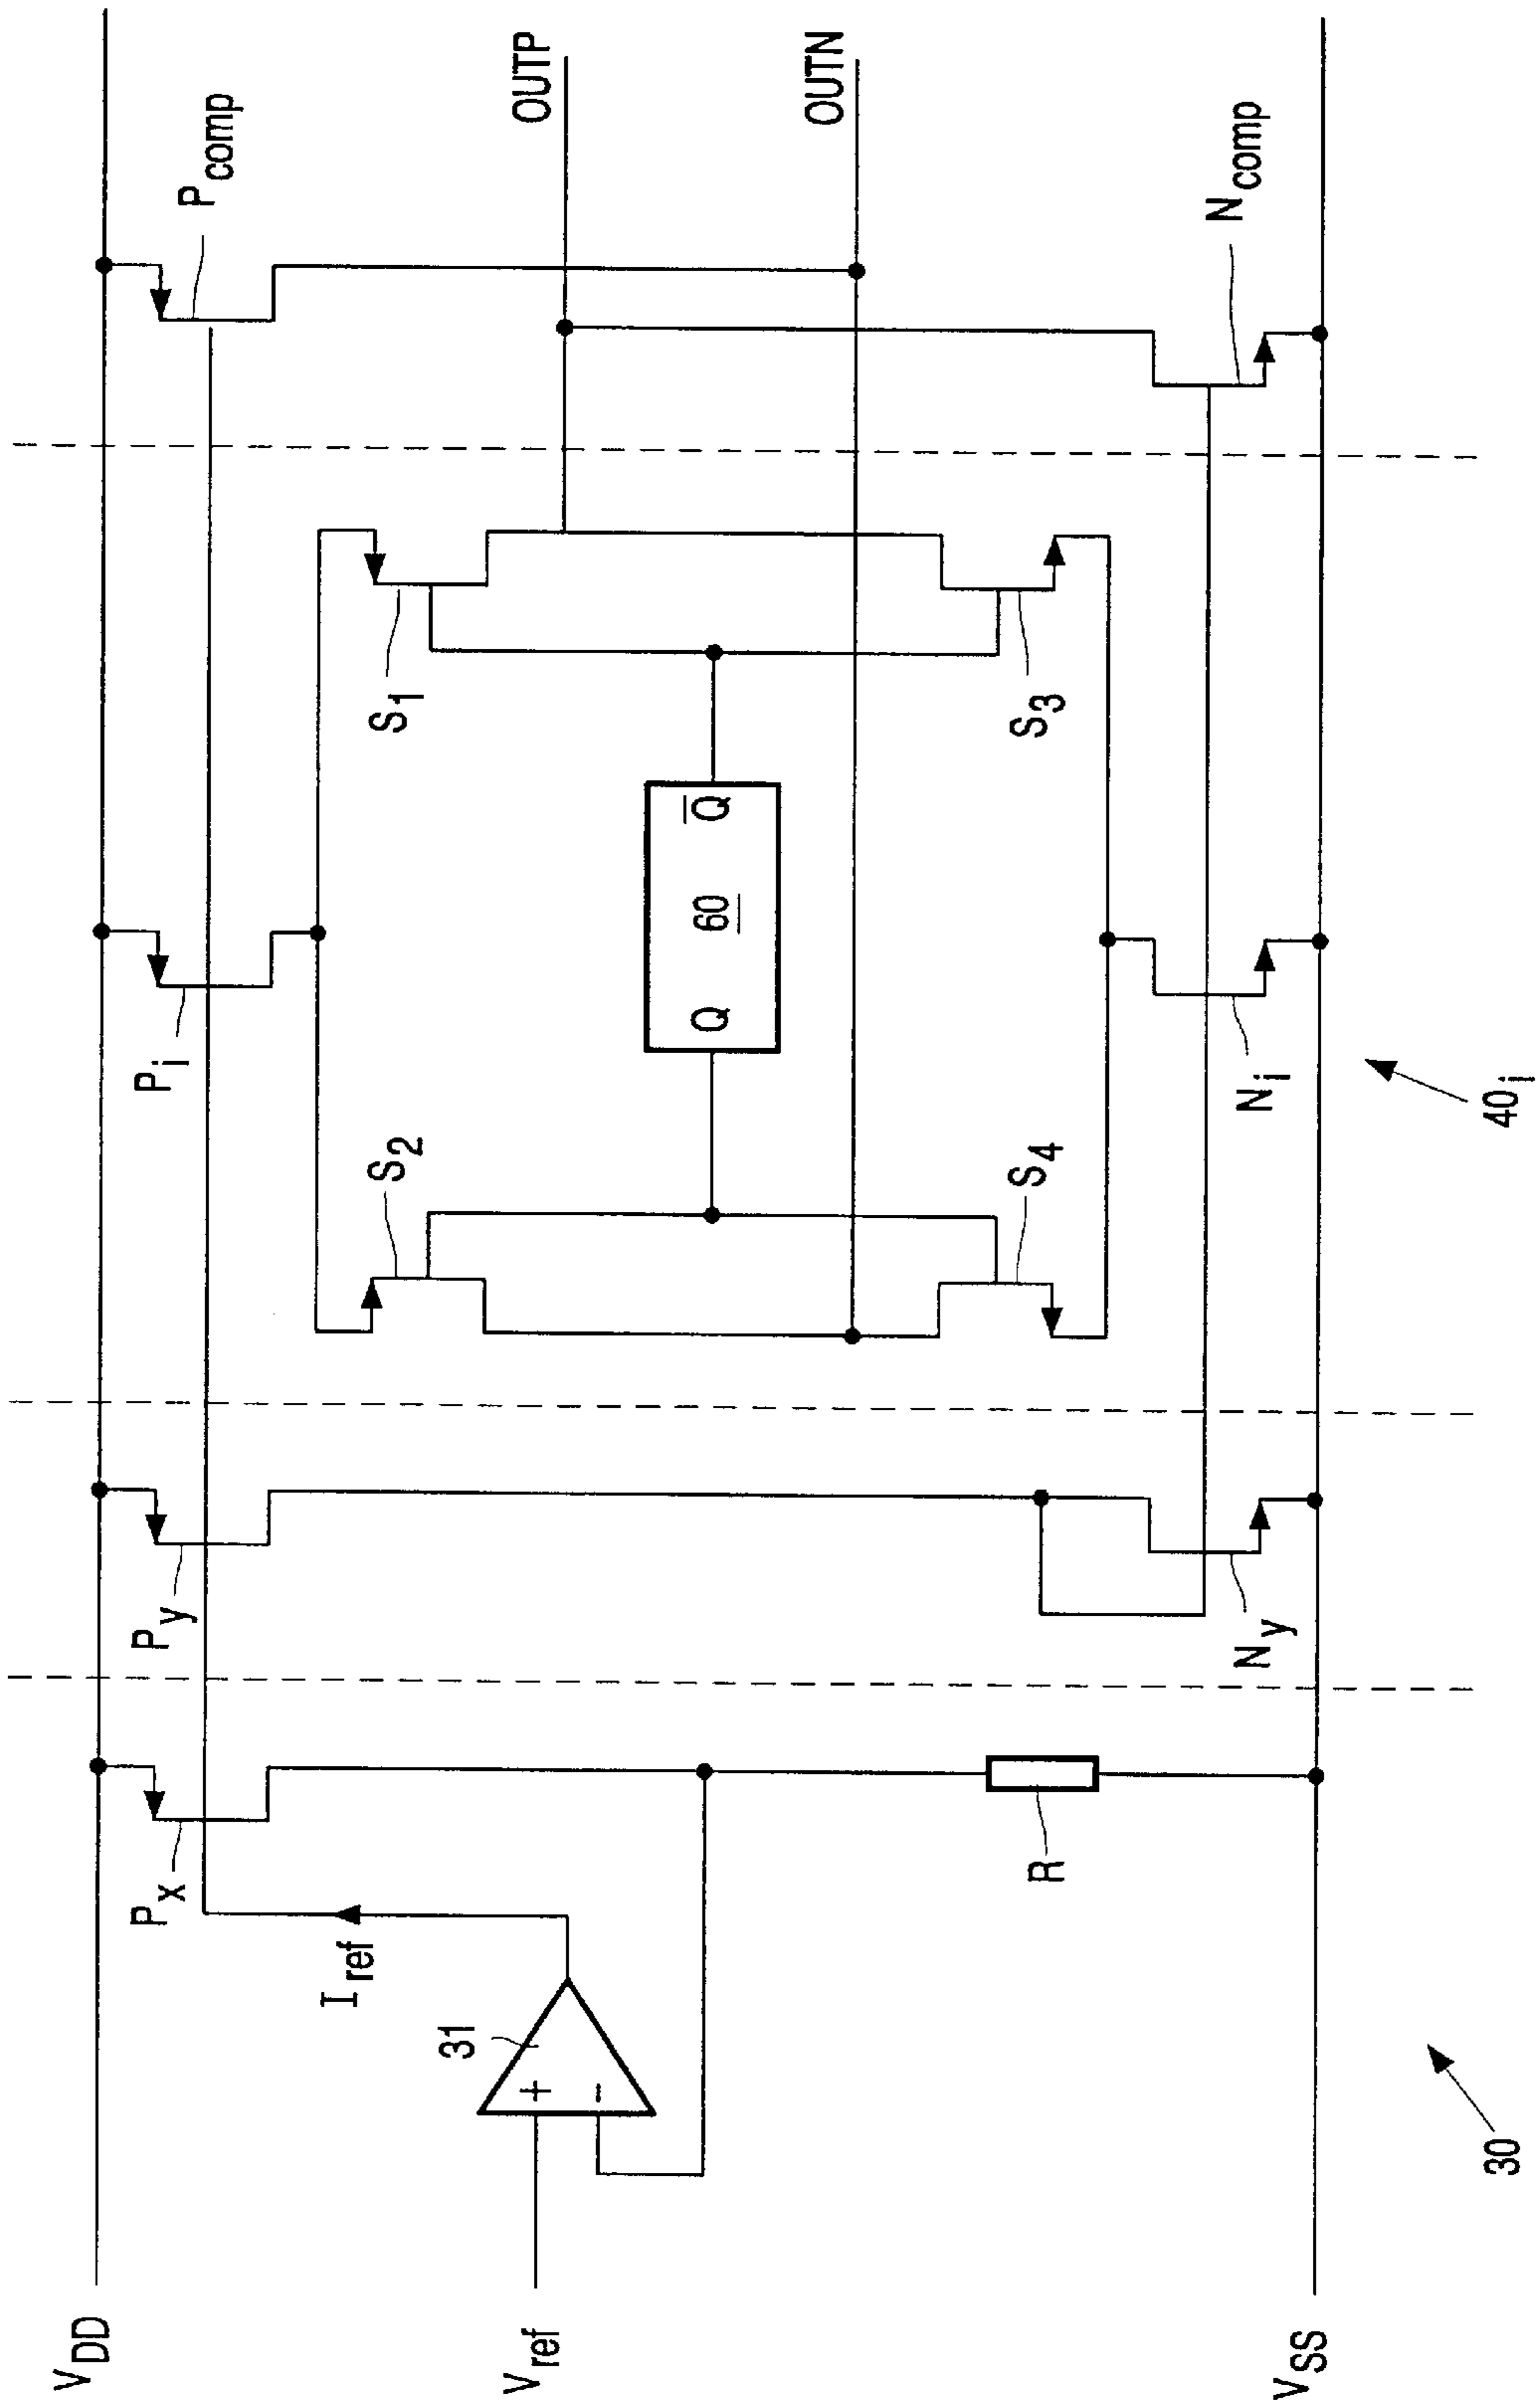 V_DD
V_ref
V_SS
30
31
+
-
I_ref
P_x
R
P_y
N_y
S_2
S_4
P_i
Q
60
Q̅
N_i
40_i
S_1
S_3
P_comp
N_comp
OUTP
OUTN